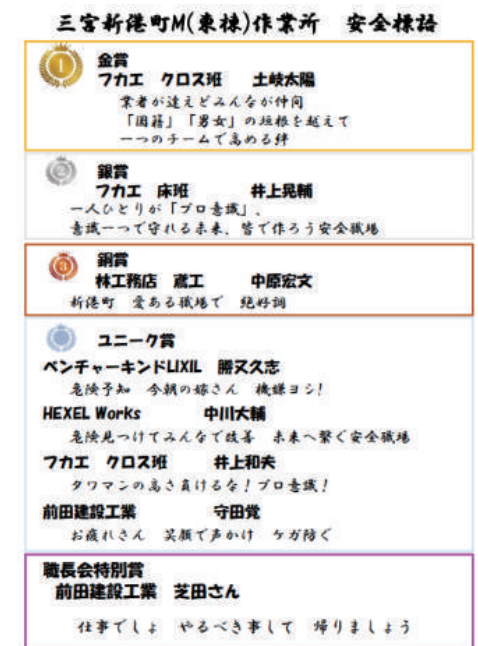 三宮新港町M(東棟)作業所 安全標語
1
金賞
フカエ クロス班 土岐太陽
業者が違えどみんなが仲間
「国籍」「男女」の垣根を越えて
一つのチームで高める絆
2
銀賞
フカエ 床班 井上晃輔
一人ひとりが「プロ意識」、
意識一つで守れる未来、皆で作ろう安全職場
3
銅賞
林工務店 鳶工 中原宏文
新港町 愛ある職場で 絶好調
ユニーク賞
ベンチャーキンドLIXIL 勝又久志
危険予知 今朝の嫁さん 機嫌ヨシ!
HEXEL Works 中川大輔
危険見つけてみんなで改善 未来へ繋ぐ安全職場
フカエ クロス班 井上和夫
タワマンの高さ負けるな!プロ意識!
前田建設工業 守田覚
お疲れさん 笑顔で声かけ ケガ防ぐ
職長会特別賞
前田建設工業 芝田さん
仕事でしょ やるべき事して 帰りましょう